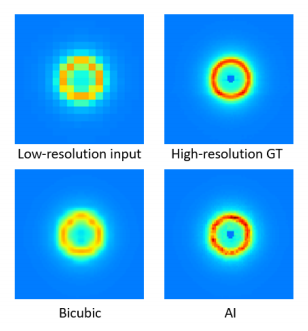 Low-resolution input
High-resolution GT
Bicubic
AI